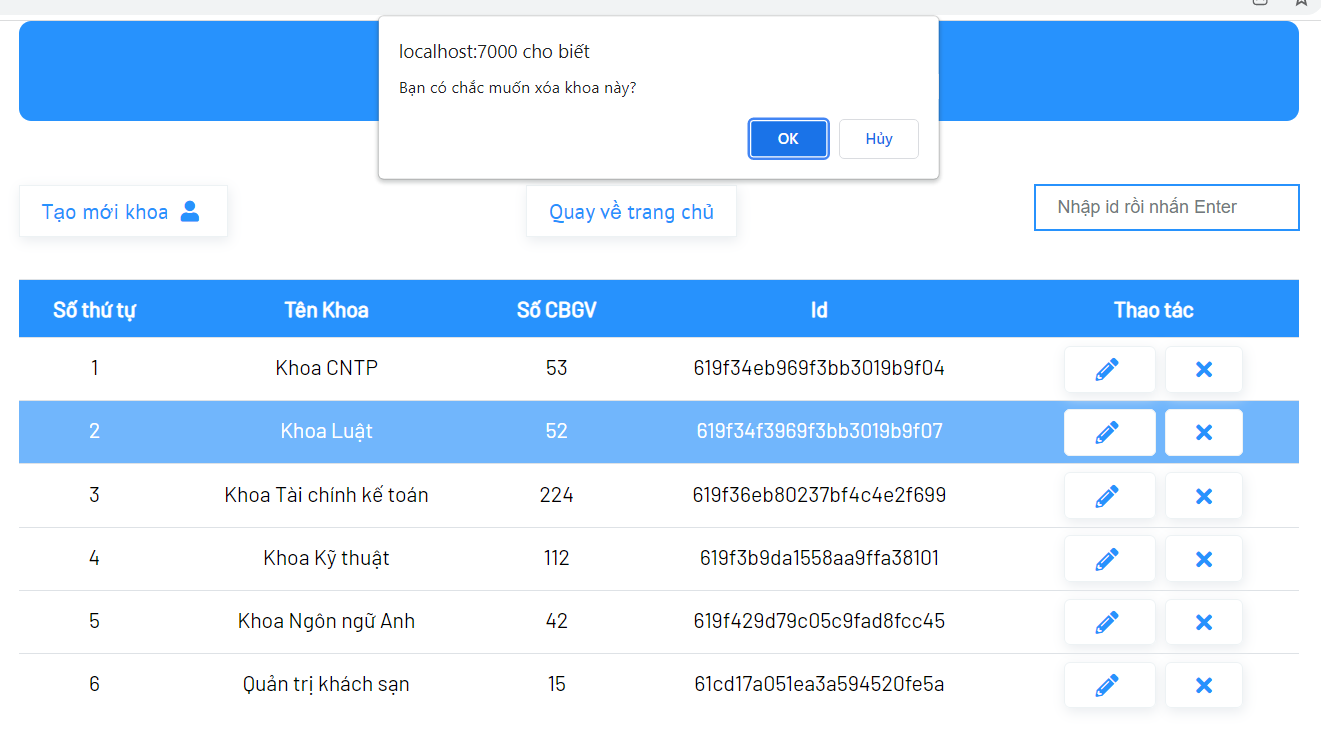 localhost:7000 cho biết
Bạn có chắc muốn xóa khoa này?
OK Hủy
Tạo mới khoa Quay về trang chủ Nhập id rồi nhấn Enter
Số thứ tự Tên Khoa Số CBGV Id Thao tác
1 Khoa CNTP 53 619f34eb969f3bb3019b9f04
2 Khoa Luật 52 619f34f3969f3bb3019b9f07
3 Khoa Tài chính kế toán 224 619f36eb80237bf4c4e2f699
4 Khoa Kỹ thuật 112 619f3b9da1558aa9ffa38101
5 Khoa Ngôn ngữ Anh 42 619f429d79c05c9fad8fcc45
6 Quản trị khách sạn 15 61cd17a051ea3a594520fe5a